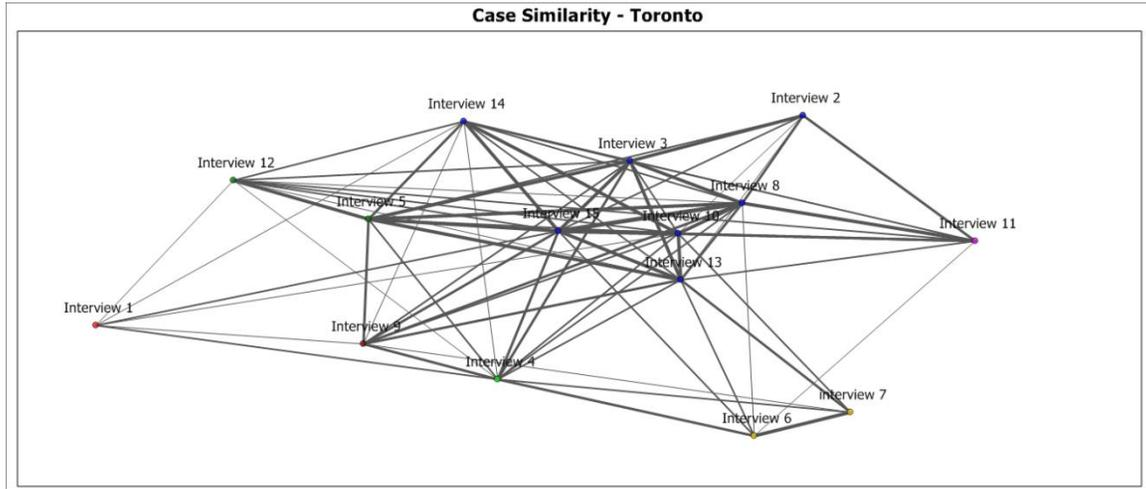 Case Similarity - Toronto
Interview 2
Interview 14
Interview 3
Interview 12
Interview 8
Interview 5
Interview 15
Interview 10
Interview 11
Interview 13
Interview 1
Interview 9
Interview 4
Interview 7
Interview 6